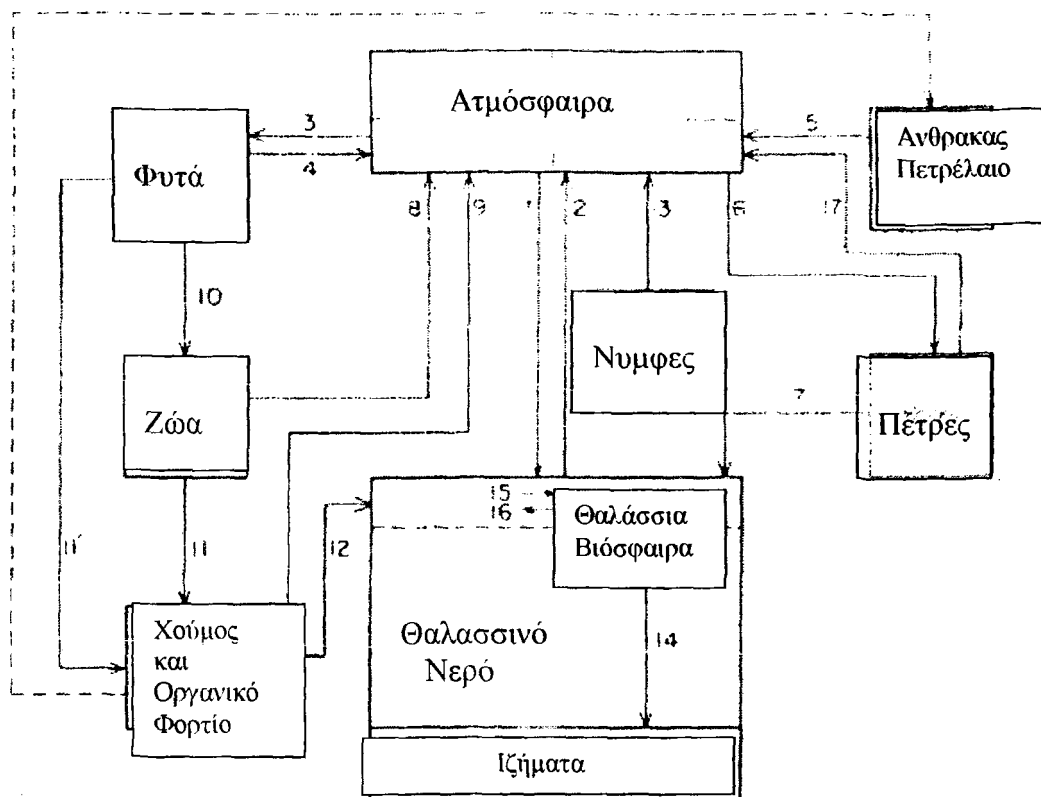 Ατμόσφαιρα
3
5
Ανθρακας
Πετρέλαιο
4
Φυτά
8
9
1
2
3
6
17
10
Νυμφες
7
Ζώα
Πέτρες
15
16
Θαλάσσια
Βιόσφαιρα
11'
11
12
Χούμος
και
Οργανικό
Φορτίο
Θαλασσινό
Νερό
14
Ιζήματα